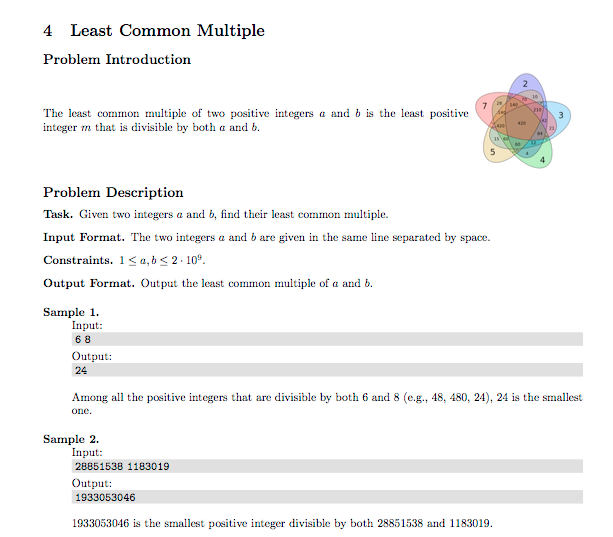 4 Least Common Multiple
Problem Introduction
2
7
3
5
4
The least common multiple of two positive integers a and b is the least positive
integer m that is divisible by both a and b.
Problem Description
Task. Given two integers a and b, find their least common multiple.
Input Format. The two integers a and b are given in the same line separated by space.
Constraints. 1 ≤ a, b ≤ 2 · 10⁹.
Output Format. Output the least common multiple of a and b.
Sample 1.
Input:
6 8
Output:
24
Among all the positive integers that are divisible by both 6 and 8 (e.g., 48, 480, 24), 24 is the smallest
one.
Sample 2.
Input:
28851538 1183019
Output:
1933053046
1933053046 is the smallest positive integer divisible by both 28851538 and 1183019.